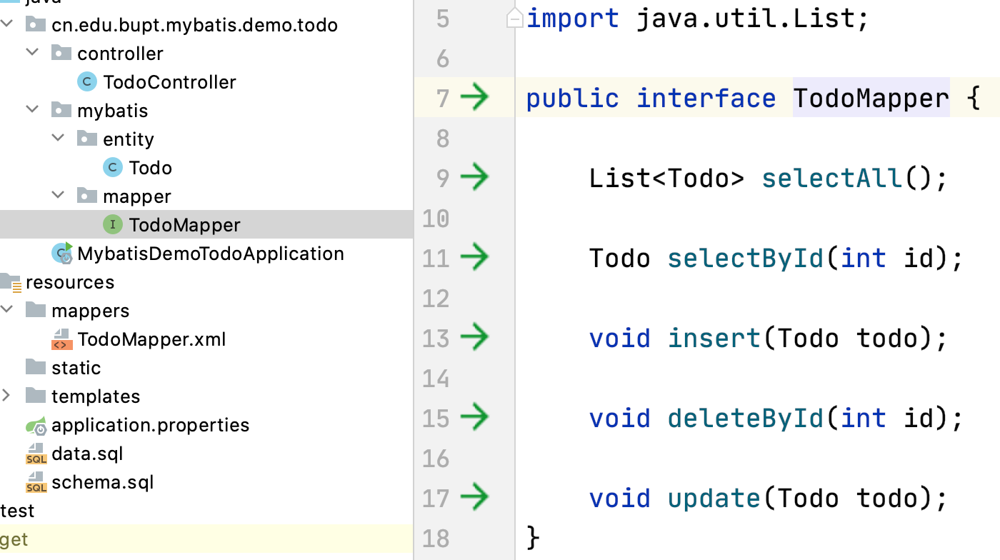 java
cn.edu.bupt.mybatis.demo.todo
controller
C TodoController
mybatis
entity
C Todo
mapper
I TodoMapper
C MybatisDemoTodoApplication
resources
mappers
<> TodoMapper.xml
static
templates
application.properties
SQL data.sql
SQL schema.sql
test
get
5 import java.util.List;
6
7 public interface TodoMapper {
8
9 List<Todo> selectAll();
10
11 Todo selectById(int id);
12
13 void insert(Todo todo);
14
15 void deleteById(int id);
16
17 void update(Todo todo);
18 }